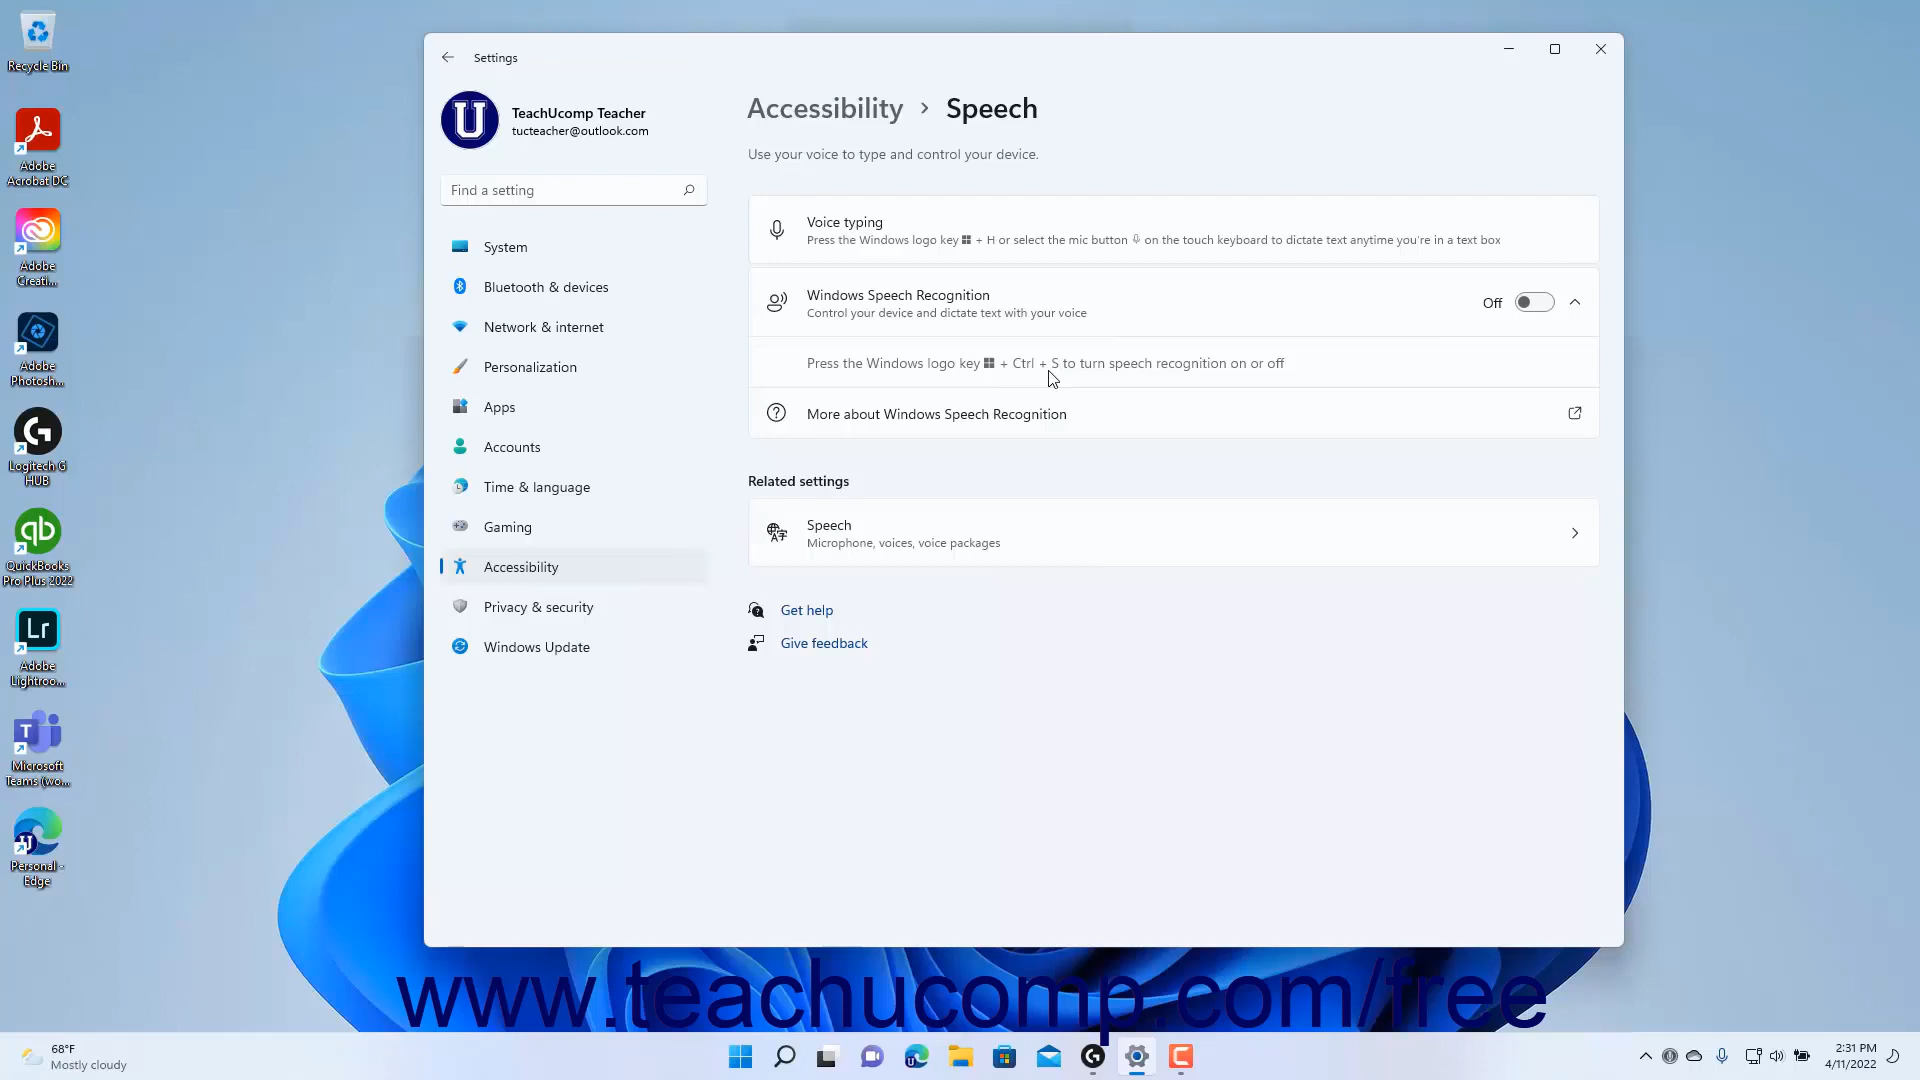 Recycle Bin
Adobe
Acrobat DC
Adobe
Creati...
Adobe
Photosh...
Logitech G
HUB
QuickBooks
Pro Plus 2022
Lr
Adobe
Lightroo...
Microsoft
Teams (wo...
Personal -
Edge
Settings
TeachUcomp Teacher
tucteacher@outlook.com
Find a setting
System
Bluetooth & devices
Network & internet
Personalization
Apps
Accounts
Time & language
Gaming
Accessibility
Privacy & security
Windows Update
Accessibility > Speech
Use your voice to type and control your device.
Voice typing
Press the Windows logo key + H or select the mic button on the touch keyboard to dictate text anytime you're in a text box
Windows Speech Recognition
Control your device and dictate text with your voice
Off
Press the Windows logo key + Ctrl + S to turn speech recognition on or off
More about Windows Speech Recognition
Related settings
Speech
Microphone, voices, voice packages
Get help
Give feedback
www.teachucomp.com/free
68°F
Mostly cloudy
2:31 PM
4/11/2022